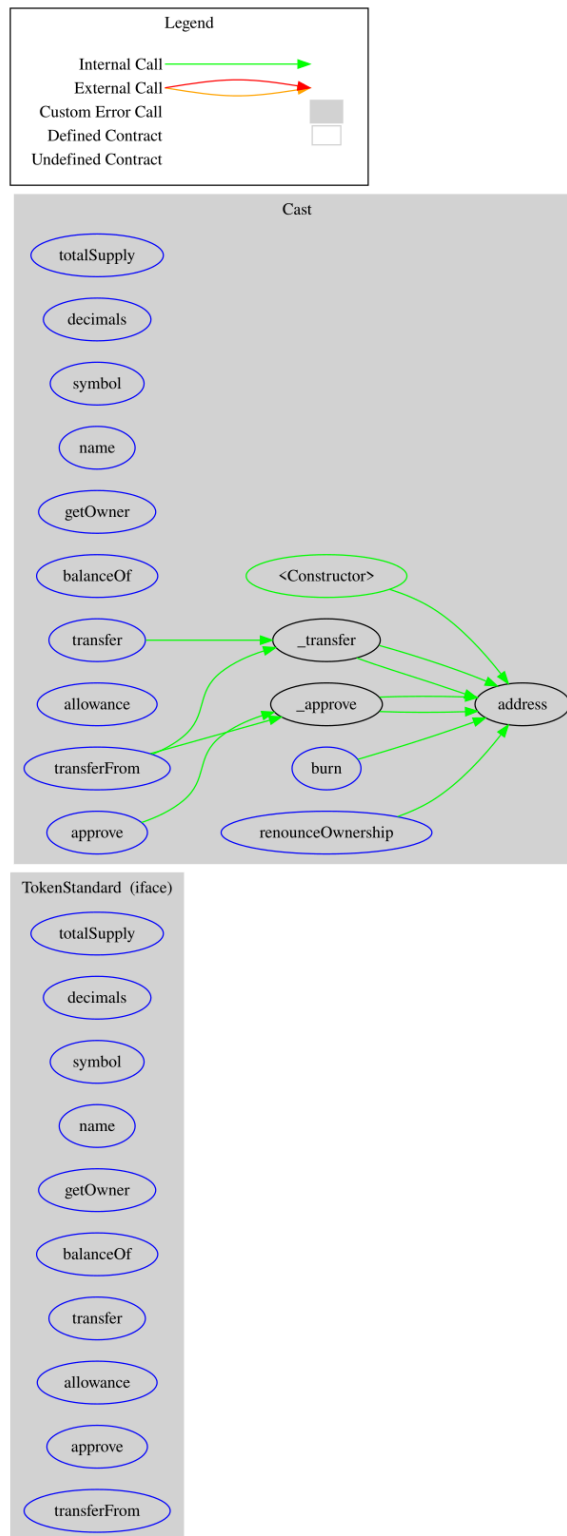 Legend
Internal Call
External Call
Custom Error Call
Defined Contract
Undefined Contract
Cast
totalSupply
decimals
symbol
name
getOwner
balanceOf
<Constructor>
transfer
_transfer
allowance
_approve
address
transferFrom
burn
approve
renounceOwnership
TokenStandard (iface)
totalSupply
decimals
symbol
name
getOwner
balanceOf
transfer
allowance
approve
transferFrom